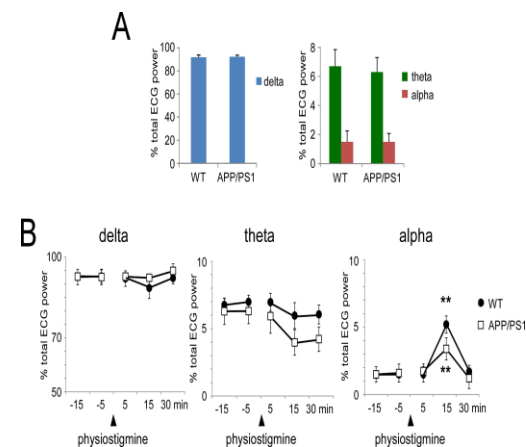 A
% total ECG power
100
80
60
40
20
0
WT APP/PS1
delta
% total ECG power
8
6
4
2
0
WT APP/PS1
theta
alpha
B
delta theta alpha
% total ECG power
100
90
50
-15 -5 5 15 30 min
physiostigmine
% total ECG power
10
5
0
-15 -5 5 15 30 min
physiostigmine
% total ECG power
10
5
0
**
**
-15 -5 5 15 30 min
physiostigmine
WT
APP/PS1